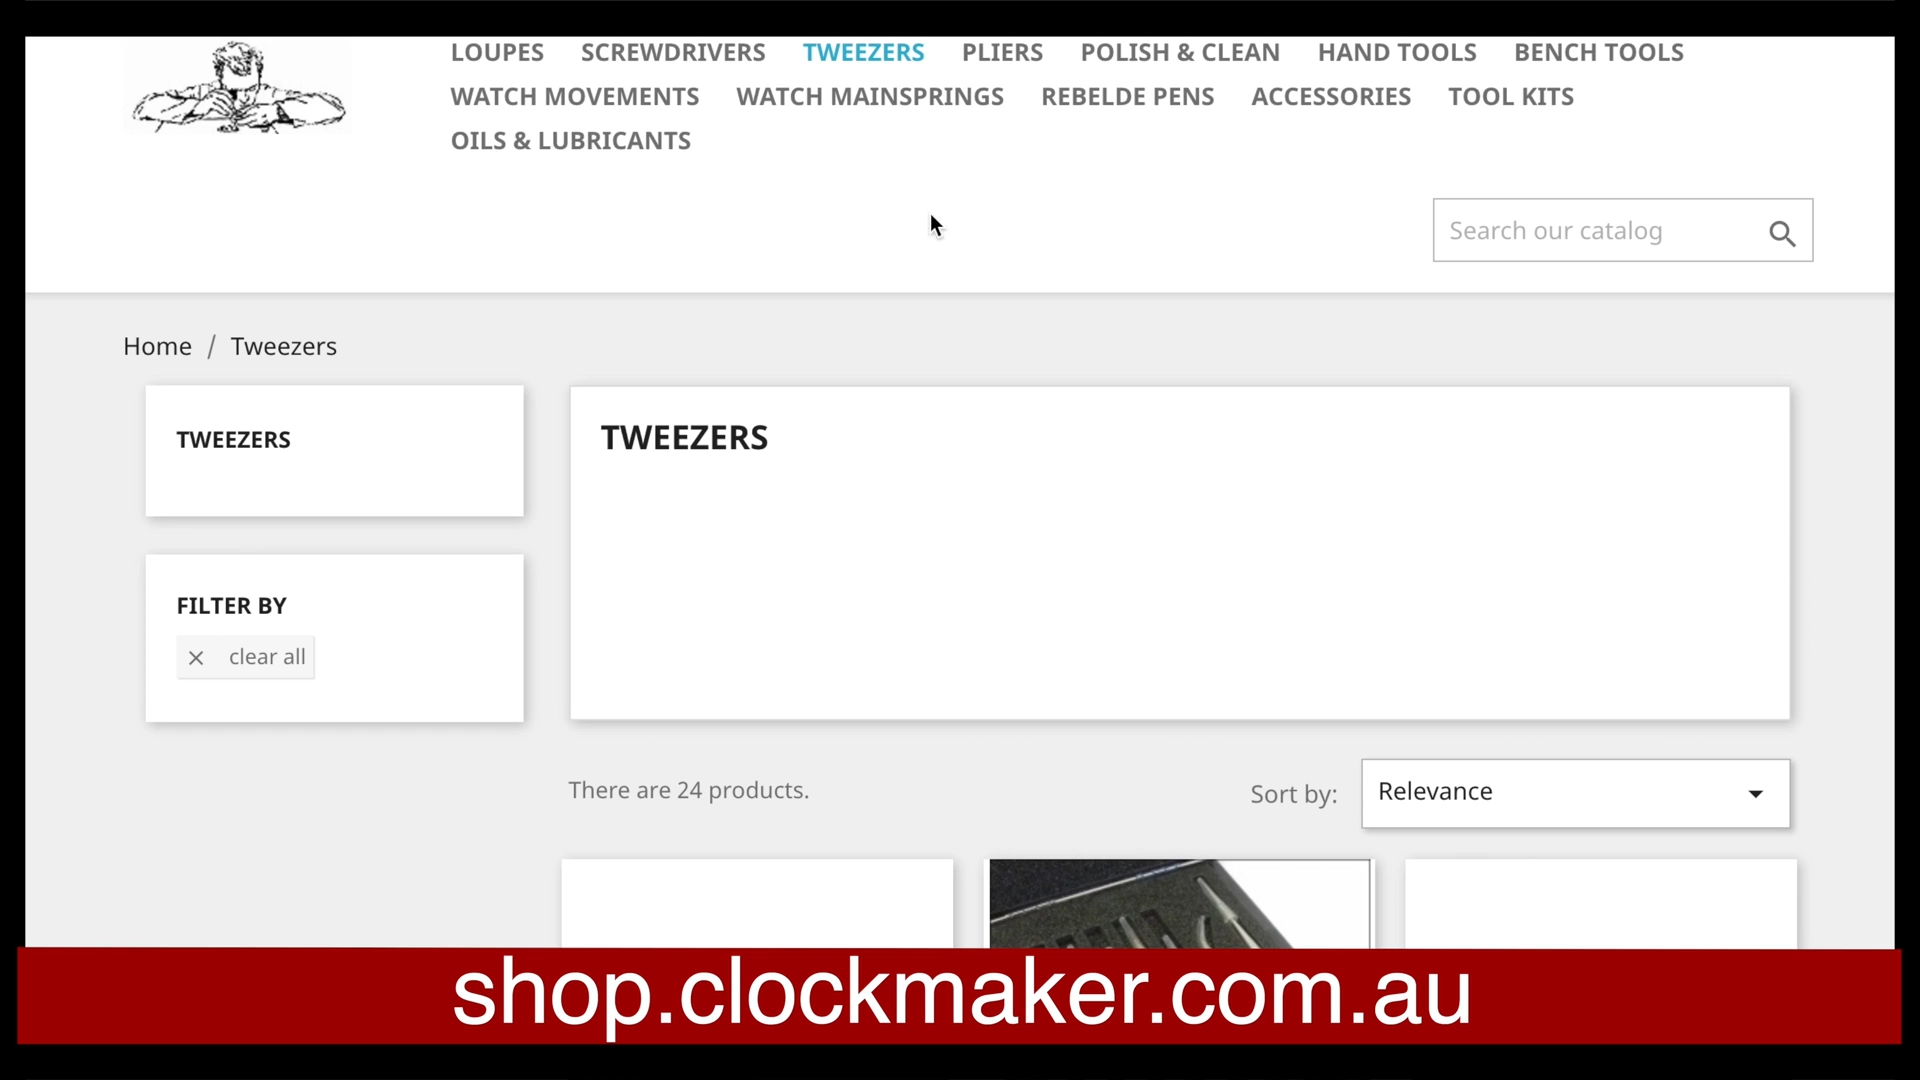 LOUPES SCREWDRIVERS TWEEZERS PLIERS POLISH & CLEAN HAND TOOLS BENCH TOOLS
WATCH MOVEMENTS WATCH MAINSPRINGS REBELDE PENS ACCESSORIES TOOL KITS
OILS & LUBRICANTS
Search our catalog
Home / Tweezers
TWEEZERS
TWEEZERS
FILTER BY
clear all
There are 24 products.
Sort by: Relevance
shop.clockmaker.com.au